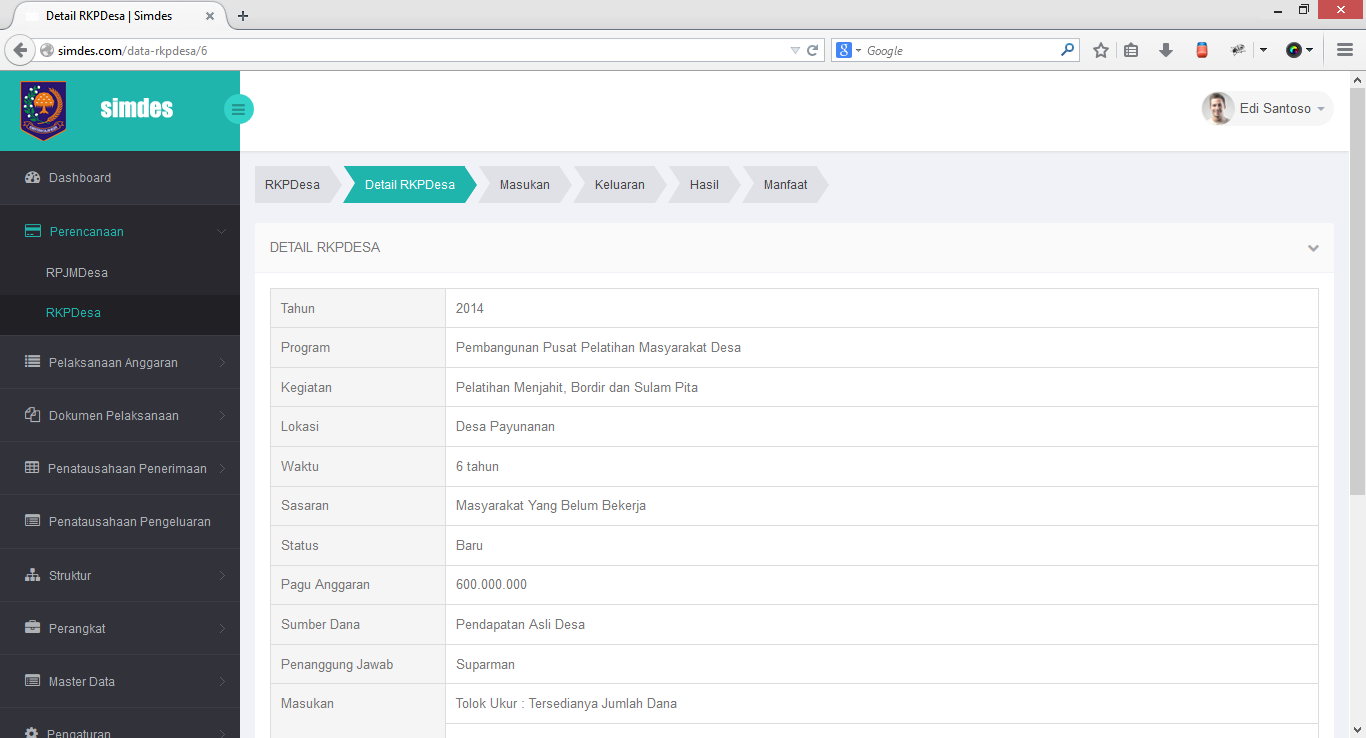 Detail RKPDesa | Simdes
simdes.com/data-rkpdesa/6
Google
simdes
Edi Santoso
Dashboard
Perencanaan
RPJMDesa
RKPDesa
Pelaksanaan Anggaran
Dokumen Pelaksanaan
Penatausahaan Penerimaan
Penatausahaan Pengeluaran
Struktur
Perangkat
Master Data
Pengaturan
RKPDesa
Detail RKPDesa
Masukan
Keluaran
Hasil
Manfaat
DETAIL RKPDESA
Tahun 2014
Program Pembangunan Pusat Pelatihan Masyarakat Desa
Kegiatan Pelatihan Menjahit, Bordir dan Sulam Pita
Lokasi Desa Payunanan
Waktu 6 tahun
Sasaran Masyarakat Yang Belum Bekerja
Status Baru
Pagu Anggaran 600.000.000
Sumber Dana Pendapatan Asli Desa
Penanggung Jawab Suparman
Masukan Tolok Ukur : Tersedianya Jumlah Dana